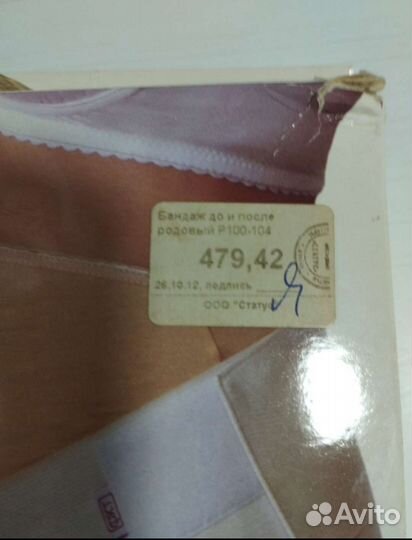 Бандаж до и после
родовый Р100-104
479,42
26.10.12, подпись
ООО "Статус"
Avito